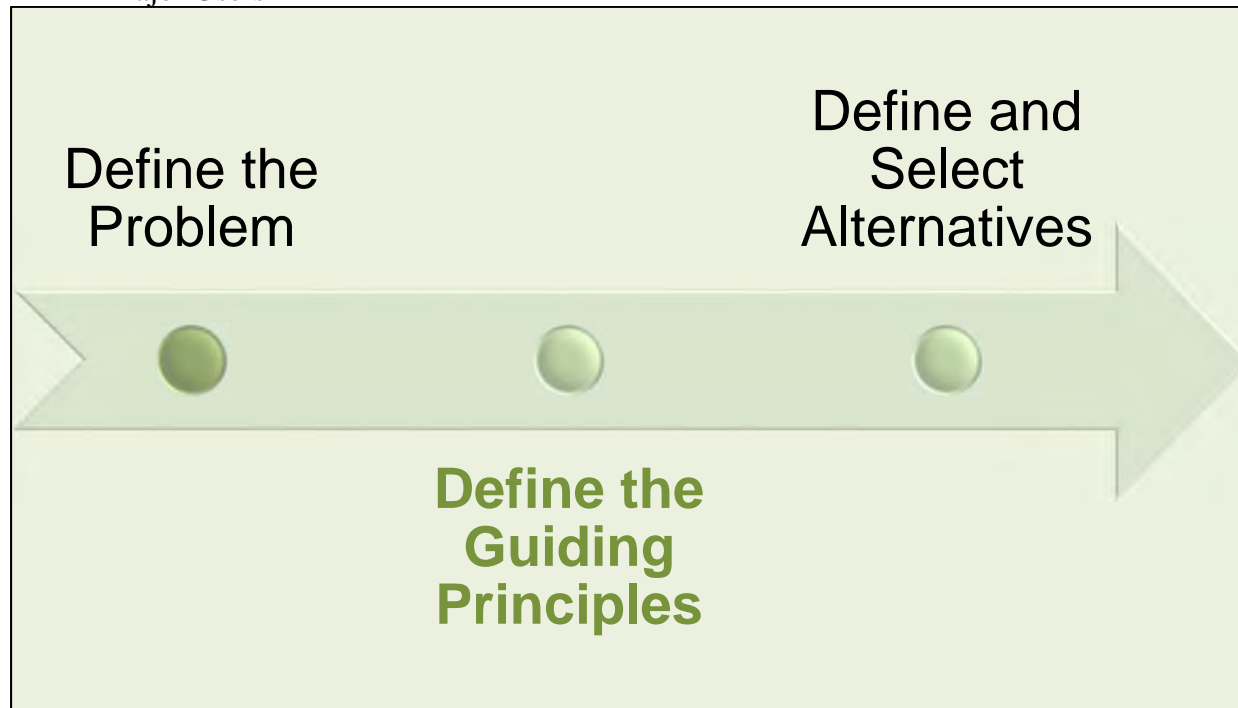 Define the
Problem
Define and
Select
Alternatives
Define the
Guiding
Principles